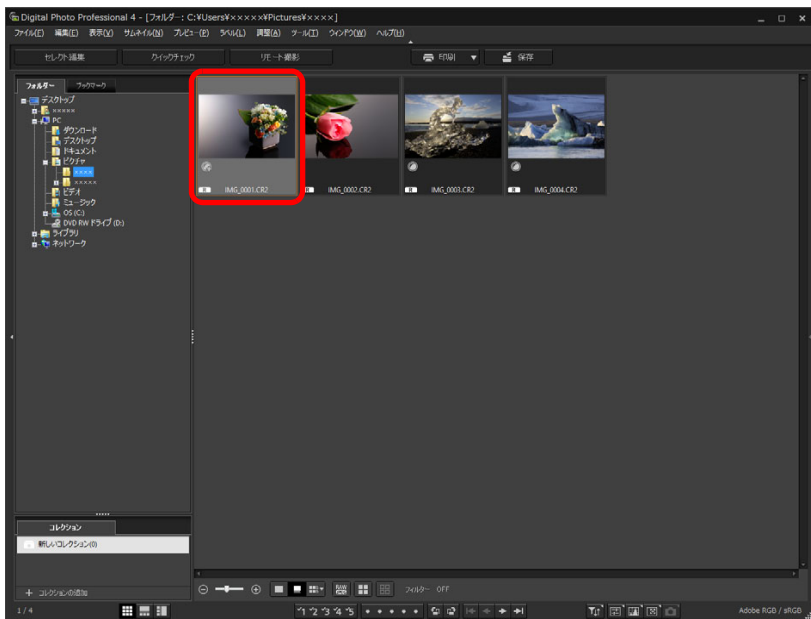 Digital Photo Professional 4 - [フォルダー: C:¥Users¥×××××¥Pictures¥××××]
ファイル(F) 編集(E) 表示(V) サムネイル(N) プレビュー(P) ラベル(L) 調整(A) ツール(T) ウィンドウ(W) ヘルプ(H)
セレクト編集 クイックチェック リモート撮影 印刷 保存
フォルダー ブックマーク
デスクトップ
×××××
PC
ダウンロード
デスクトップ
ドキュメント
ピクチャ
××××
×××××
ビデオ
ミュージック
OS (C:)
DVD RW ドライブ (D:)
ライブラリ
ネットワーク
IMG_0001.CR2 IMG_0002.CR2 IMG_0003.CR2 IMG_0004.CR2
コレクション
新しいコレクション(0)
+ コレクションの追加
フィルター OFF
1 / 4
1 2 3 4 5
Adobe RGB / sRGB